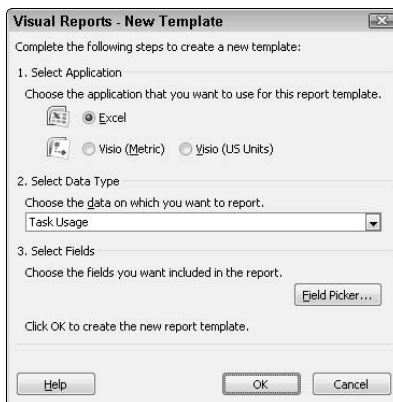 Visual Reports - New Template
Complete the following steps to create a new template:
1. Select Application
Choose the application that you want to use for this report template.
Excel
Visio (Metric) Visio (US Units)
2. Select Data Type
Choose the data on which you want to report.
Task Usage
3. Select Fields
Choose the fields you want included in the report.
Field Picker...
Click OK to create the new report template.
Help OK Cancel